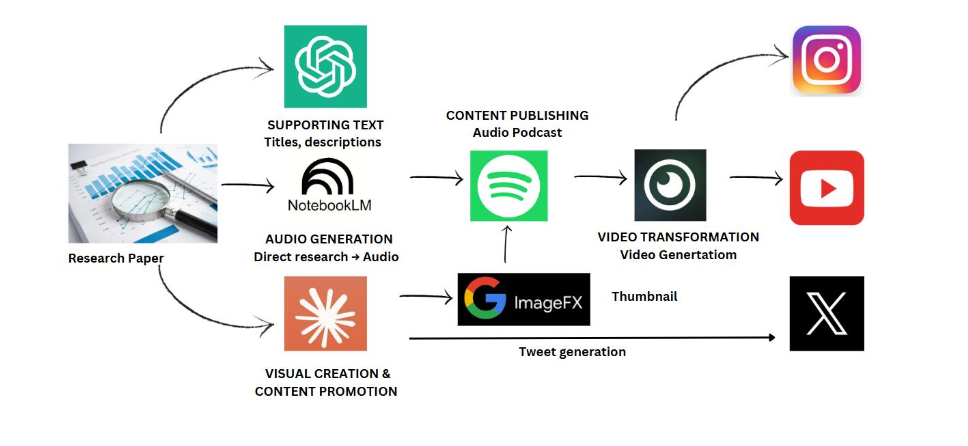 SUPPORTING TEXT
Titles, descriptions
CONTENT PUBLISHING
Audio Podcast
NotebookLM
Research Paper
AUDIO GENERATION
Direct research → Audio
VIDEO TRANSFORMATION
Video Genertatiom
ImageFX
Thumbnail
Tweet generation
VISUAL CREATION &
CONTENT PROMOTION